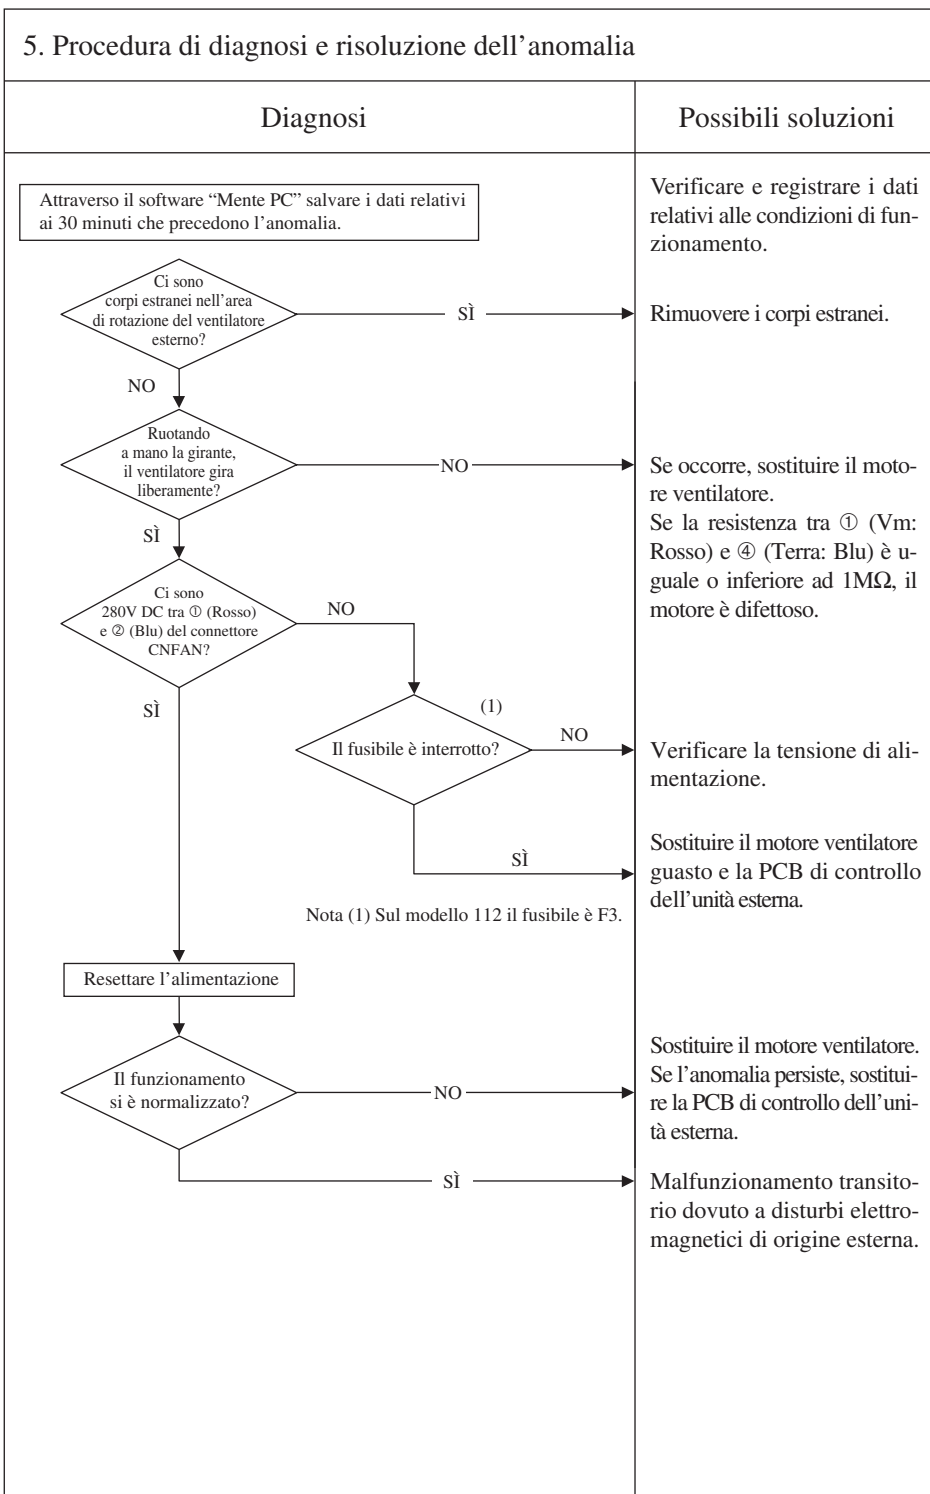 5. Procedura di diagnosi e risoluzione dell'anomalia
Diagnosi
Possibili soluzioni
Attraverso il software “Mente PC” salvare i dati relativi
ai 30 minuti che precedono l'anomalia.
Verificare e registrare i dati
relativi alle condizioni di fun-
zionamento.
Ci sono
corpi estranei nell'area
di rotazione del ventilatore
esterno?
SÌ
Rimuovere i corpi estranei.
NO
Ruotando
a mano la girante,
il ventilatore gira
liberamente?
NO
Se occorre, sostituire il moto-
re ventilatore.
Se la resistenza tra ① (Vm:
Rosso) e ④ (Terra: Blu) è u-
guale o inferiore ad 1MΩ, il
motore è difettoso.
SÌ
Ci sono
280V DC tra ① (Rosso)
e ② (Blu) del connettore
CNFAN?
NO
SÌ
(1)
Il fusibile è interrotto?
NO
Verificare la tensione di ali-
mentazione.
SÌ
Sostituire il motore ventilatore
guasto e la PCB di controllo
dell'unità esterna.
Nota (1) Sul modello 112 il fusibile è F3.
Resettare l'alimentazione
Il funzionamento
si è normalizzato?
NO
Sostituire il motore ventilatore.
Se l'anomalia persiste, sostitui-
re la PCB di controllo dell'uni-
tà esterna.
SÌ
Malfunzionamento transito-
rio dovuto a disturbi elettro-
magnetici di origine esterna.